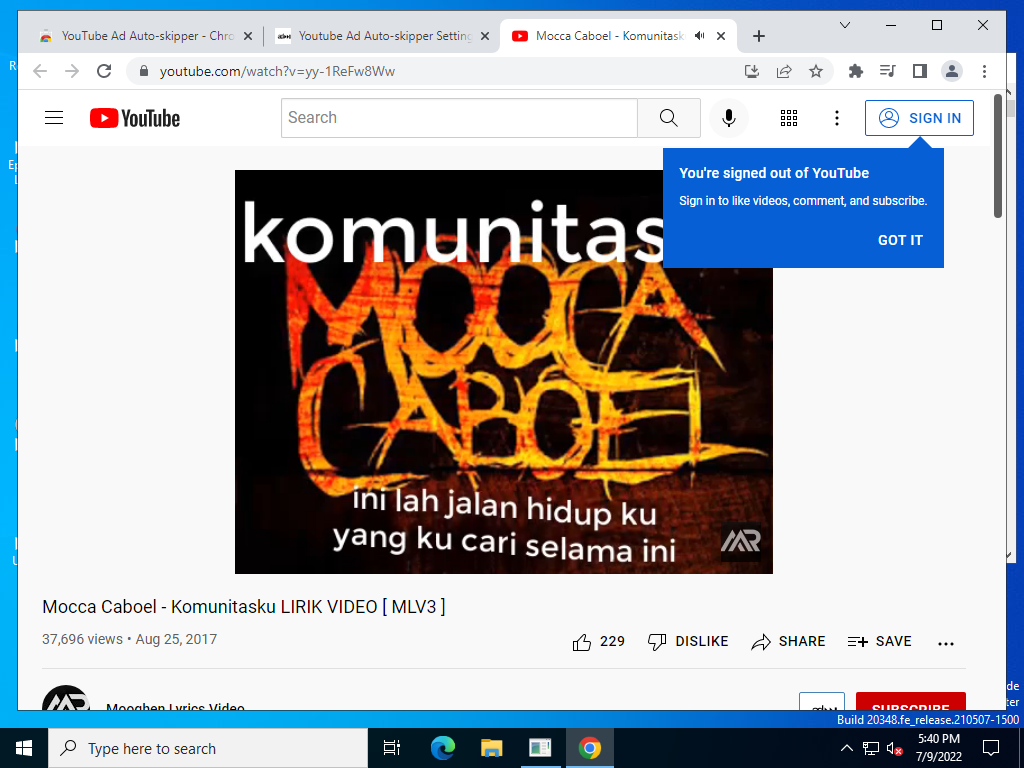 YouTube Ad Auto-skipper - Chro
Youtube Ad Auto-skipper Setting
Mocca Caboel - Komunitask
youtube.com/watch?v=yy-1ReFw8Ww
YouTube
Search
SIGN IN
You're signed out of YouTube
Sign in to like videos, comment, and subscribe.
GOT IT
komunitas
MOCCA
CABOEL
ini lah jalan hidup ku
yang ku cari selama ini
MR
Mocca Caboel - Komunitasku LIRIK VIDEO [ MLV3 ]
37,696 views • Aug 25, 2017
229
DISLIKE
SHARE
SAVE
Mooghen Lyrics Video
SUBSCRIBE
Build 20348.fe_release.210507-1500
Type here to search
5:40 PM
7/9/2022